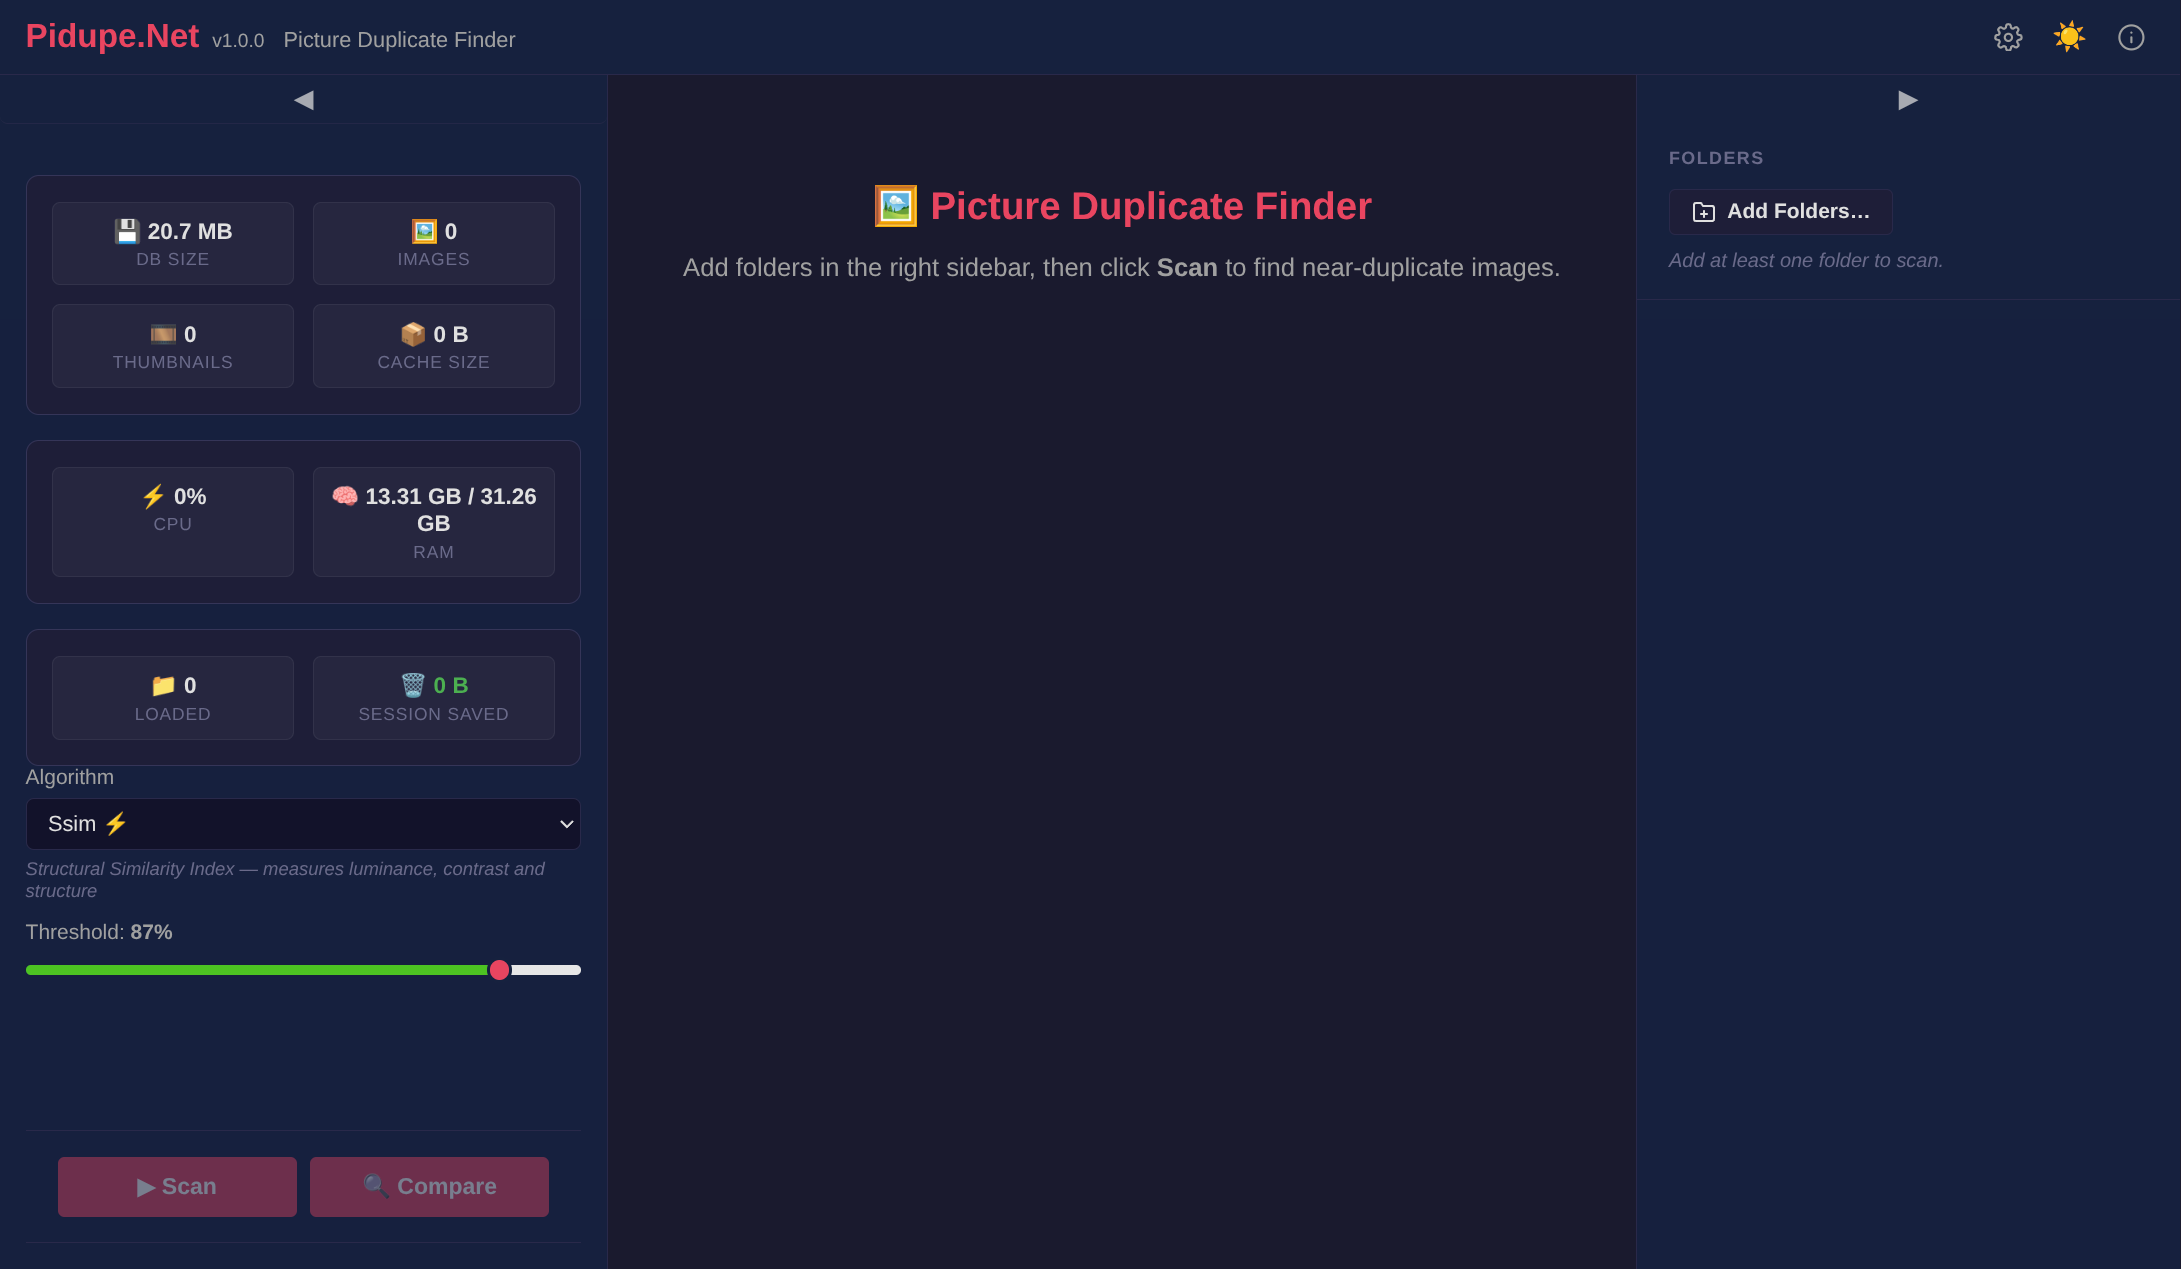 Pidupe.Net v1.0.0 Picture Duplicate Finder
20.7 MB
DB SIZE
0
IMAGES
0
THUMBNAILS
0 B
CACHE SIZE
0%
CPU
13.31 GB / 31.26
GB
RAM
0
LOADED
0 B
SESSION SAVED
Algorithm
Ssim ⚡
Structural Similarity Index — measures luminance, contrast and
structure
Threshold: 87%
▶ Scan
Compare
Picture Duplicate Finder
Add folders in the right sidebar, then click Scan to find near-duplicate images.
FOLDERS
Add Folders…
Add at least one folder to scan.